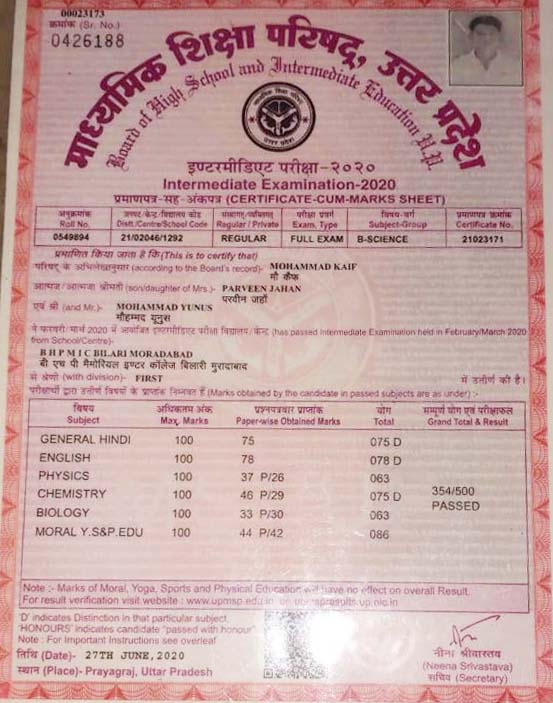 00023173
क्रमांक (Sr. No.)
0426188
माध्यमिक शिक्षा परिषद्, उत्तर प्रदेश
Board of High School and Intermediate Education U.P.
इण्टरमीडिएट परीक्षा-२०२०
Intermediate Examination-2020
प्रमाणपत्र-सह-अंकपत्र (CERTIFICATE-CUM-MARKS SHEET)
अनुक्रमांक जनपद/केन्द्र/विद्यालय कोड संस्थागत/व्यक्तिगत परीक्षा प्रकार विषय-वर्ग प्रमाणपत्र क्रमांक
Roll No. Distt./Centre/School Code Regular / Private Exam. Type Subject-Group Certificate No.
0549894 21/02046/1292 REGULAR FULL EXAM B-SCIENCE 21023171
प्रमाणित किया जाता है कि (This is to certify that)
परिषद् के अभिलेखानुसार (according to the Board's record)- MOHAMMAD KAIF
मौ कैफ
आत्मज/आत्मजा श्रीमती (son/daughter of Mrs.)- PARVEEN JAHAN
परवीन जहाँ
एवं श्री (and Mr.)- MOHAMMAD YUNUS
मौहम्मद यूनुस
ने फरवरी/मार्च 2020 में आयोजित इण्टरमीडिएट परीक्षा विद्यालय/केन्द्र (has passed Intermediate Examination held in February/March 2020
from School/Centre)-
B H P M I C BILARI MORADABAD
बी एच पी मैमोरियल इण्टर कॉलेज बिलारी मुरादाबाद
से श्रेणी (with division)- FIRST में उत्तीर्ण की है।
परीक्षार्थी द्वारा उत्तीर्ण विषयों के प्राप्तांक निम्नवत हैं (Marks obtained by the candidate in passed subjects are as under) :-
विषय अधिकतम अंक प्रश्नपत्रवार प्राप्तांक योग सम्पूर्ण योग एवं परीक्षाफल
Subject Max. Marks Paper-wise Obtained Marks Total Grand Total & Result
GENERAL HINDI 100 75 075 D
ENGLISH 100 78 078 D
PHYSICS 100 37 P/26 063
CHEMISTRY 100 46 P/29 075 D 354/500
BIOLOGY 100 33 P/30 063 PASSED
MORAL Y.S&P.EDU 100 44 P/42 086
Note :- Marks of Moral, Yoga, Sports and Physical Education will have no effect on overall Result.
For result verification visit website : www.upmsp.edu.in on upmspresults.up.nic.in
'D' indicates Distinction in that particular subject.
'HONOURS' indicates candidate "passed with honour"
Note : For Important Instructions see overleaf
तिथि (Date)- 27TH JUNE, 2020
स्थान (Place)- Prayagraj, Uttar Pradesh
नीना श्रीवास्तव
(Neena Srivastava)
सचिव (Secretary)